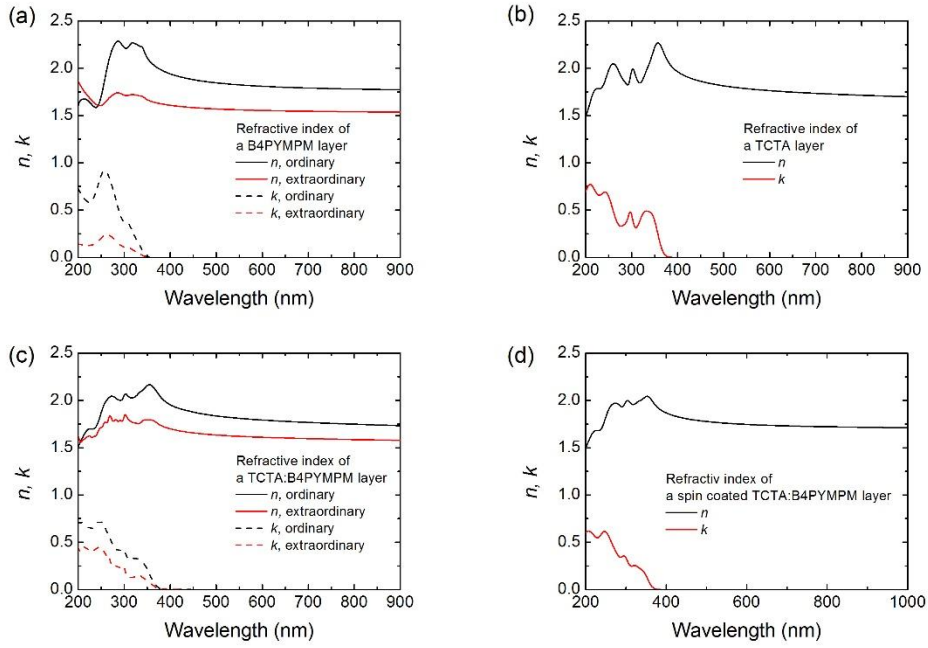 (a)
2.5
2.0
1.5
1.0
0.5
0.0
n, k
Refractive index of
a B4PYMPM layer
n, ordinary
n, extraordinary
k, ordinary
k, extraordinary
200 300 400 500 600 700 800 900
Wavelength (nm)
(b)
2.5
2.0
1.5
1.0
0.5
0.0
n, k
Refractive index of
a TCTA layer
n
k
200 300 400 500 600 700 800 900
Wavelength (nm)
(c)
2.5
2.0
1.5
1.0
0.5
0.0
n, k
Refractive index of
a TCTA:B4PYMPM layer
n, ordinary
n, extraordinary
k, ordinary
k, extraordinary
200 300 400 500 600 700 800 900
Wavelength (nm)
(d)
2.5
2.0
1.5
1.0
0.5
0.0
n, k
Refractiv index of
a spin coated TCTA:B4PYMPM layer
n
k
200 400 600 800 1000
Wavelength (nm)